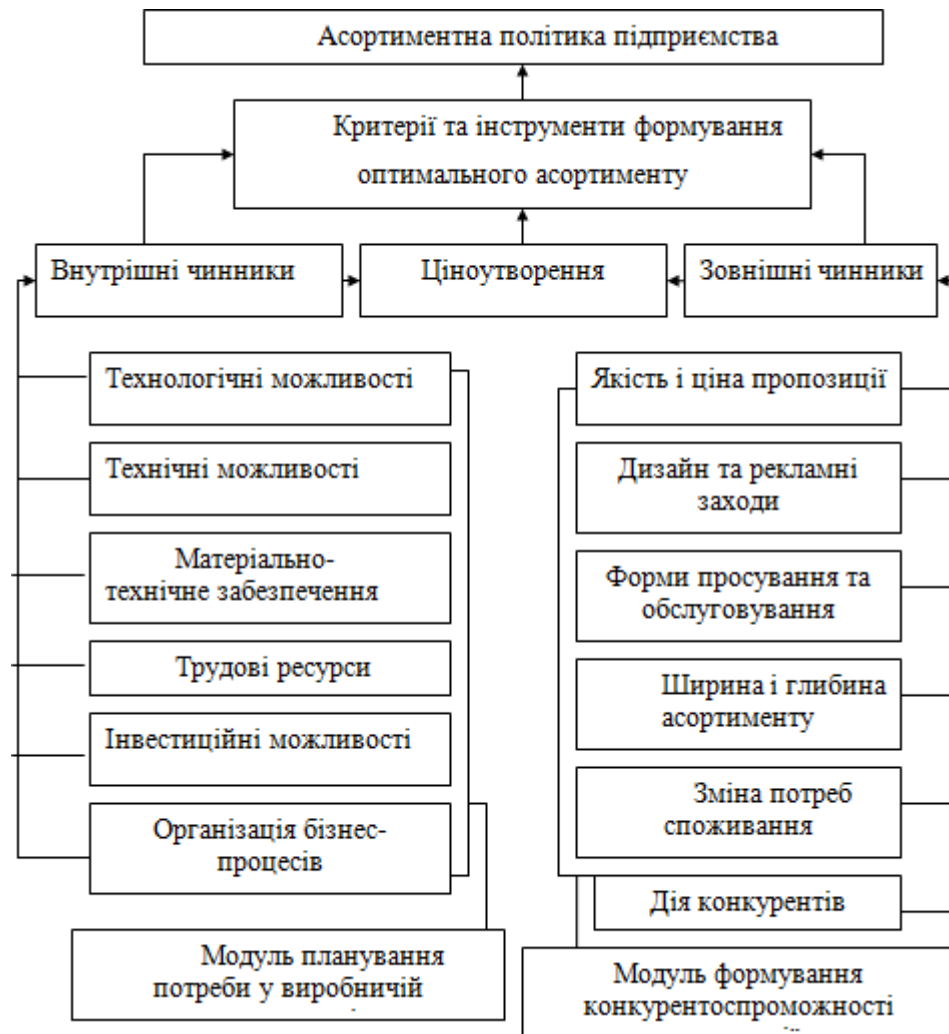 Асортиментна політика підприємства
Критерії та інструменти формування
оптимального асортименту
Внутрішні чинники
Ціноутворення
Зовнішні чинники
Технологічні можливості
Технічні можливості
Матеріально-
технічне забезпечення
Трудові ресурси
Інвестиційні можливості
Організація бізнес-
процесів
Модуль планування
потреби у виробничій
Якість і ціна пропозиції
Дизайн та рекламні
заходи
Форми просування та
обслуговування
Ширина і глибина
асортименту
Зміна потреб
споживання
Дія конкурентів
Модуль формування
конкурентоспроможності